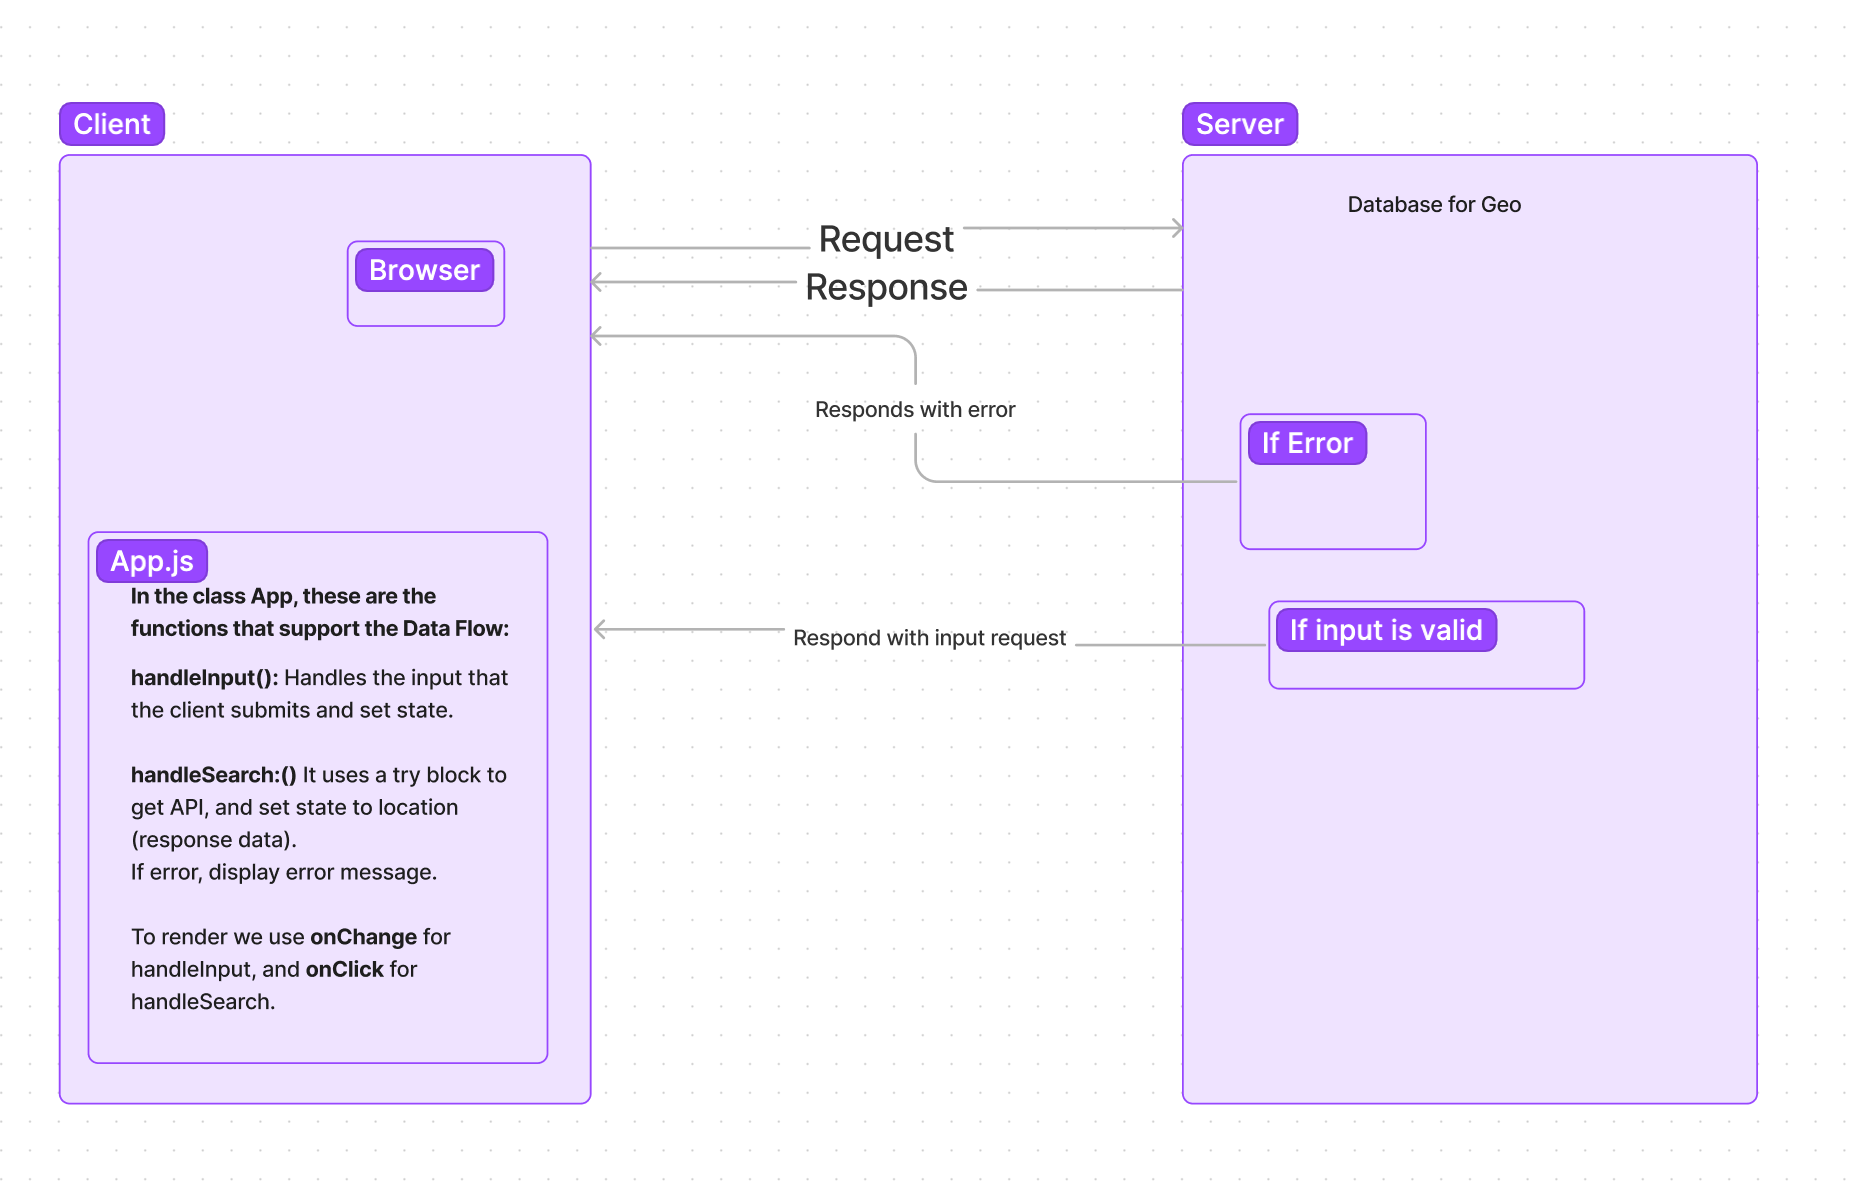 Client
Server
Database for Geo
Browser
Request
Response
Responds with error
If Error
App.js
In the class App, these are the
functions that support the Data Flow:
handleInput(): Handles the input that
the client submits and set state.
handleSearch:() It uses a try block to
get API, and set state to location
(response data).
If error, display error message.
To render we use onChange for
handleInput, and onClick for
handleSearch.
Respond with input request
If input is valid